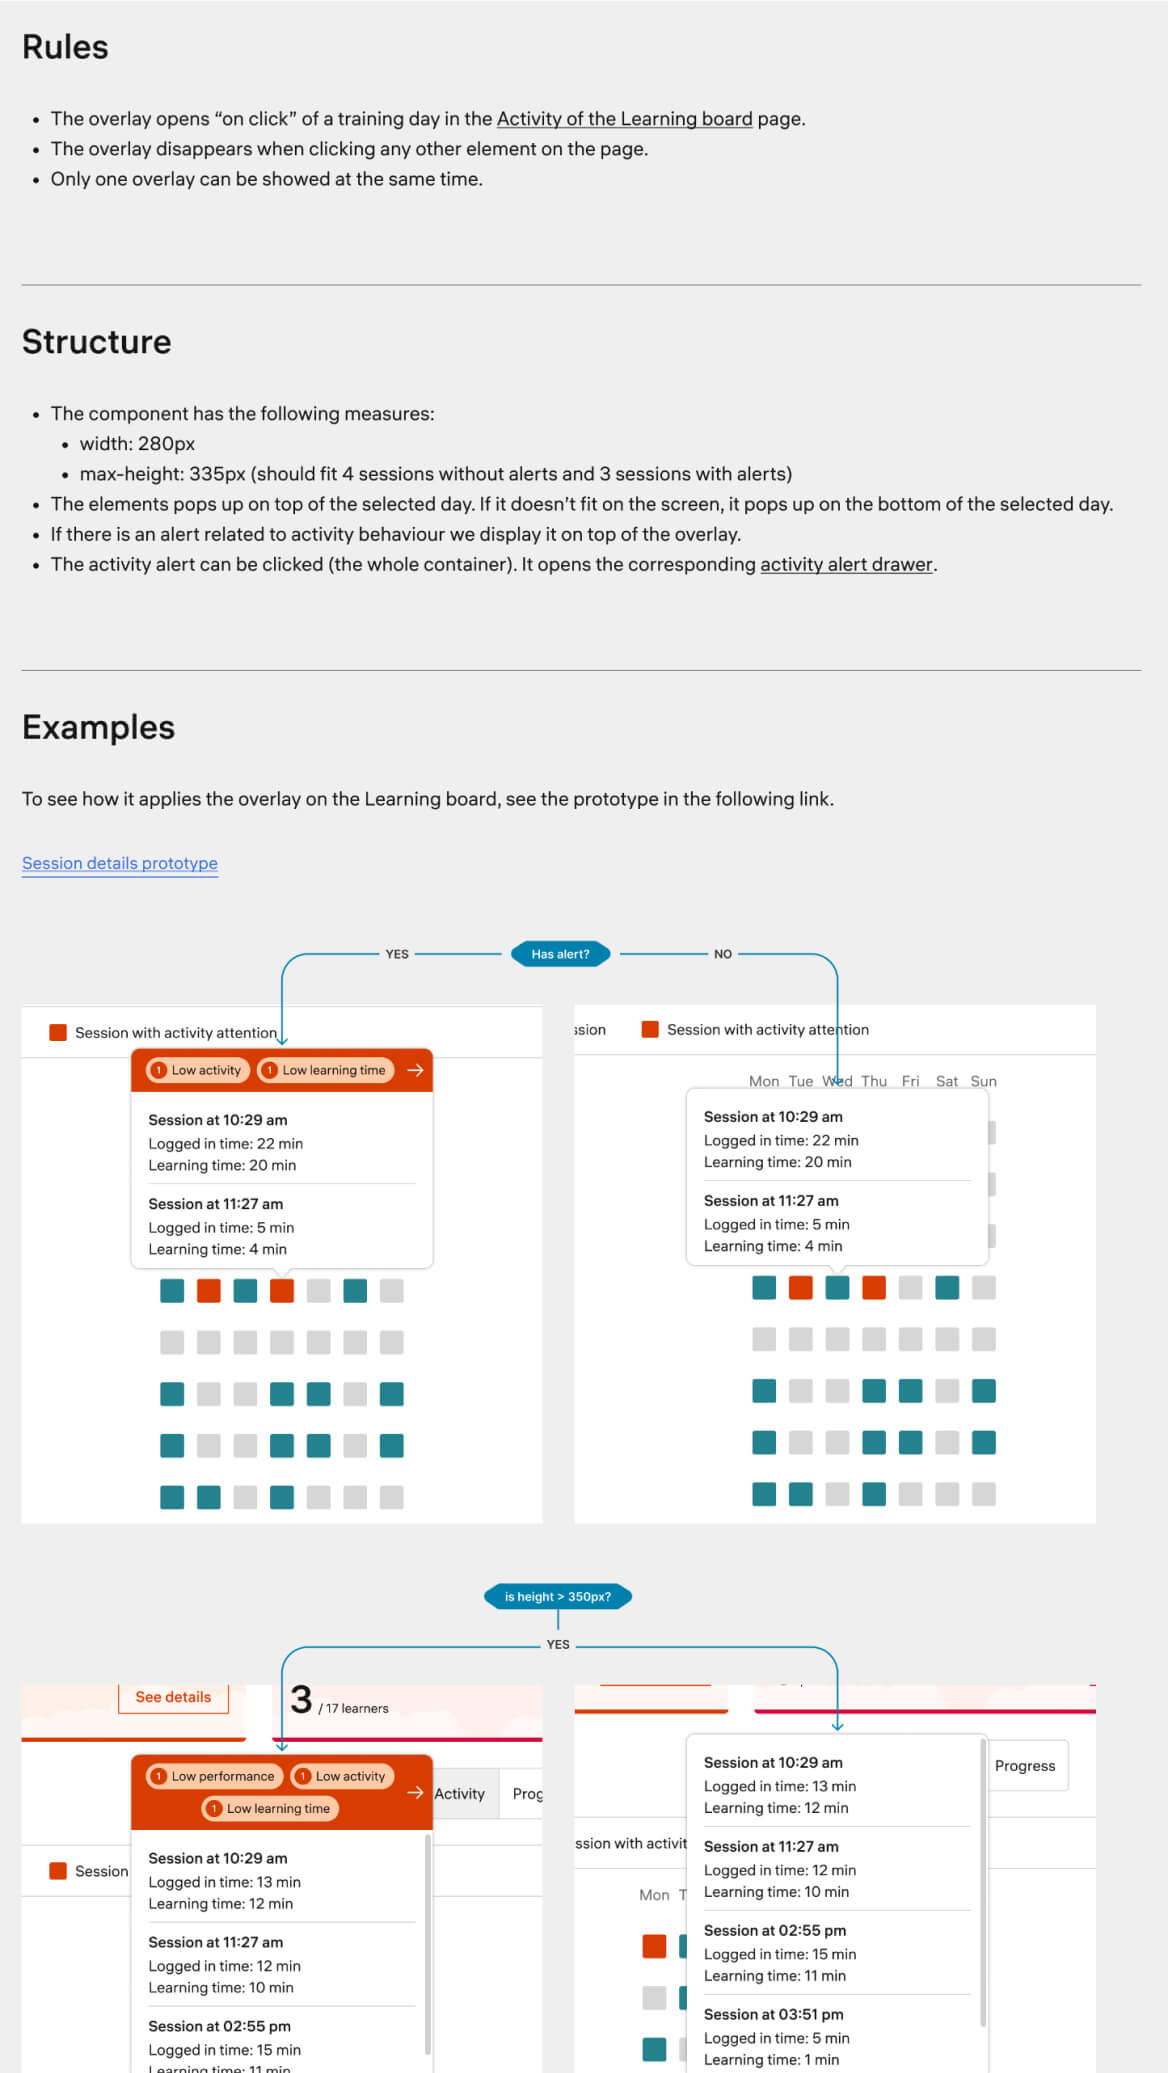 Rules
• The overlay opens “on click” of a training day in the Activity of the Learning board page.
• The overlay disappears when clicking any other element on the page.
• Only one overlay can be showed at the same time.
Structure
• The component has the following measures:
• width: 280px
• max-height: 335px (should fit 4 sessions without alerts and 3 sessions with alerts)
• The elements pops up on top of the selected day. If it doesn’t fit on the screen, it pops up on the bottom of the selected day.
• If there is an alert related to activity behaviour we display it on top of the overlay.
• The activity alert can be clicked (the whole container). It opens the corresponding activity alert drawer.
Examples
To see how it applies the overlay on the Learning board, see the prototype in the following link.
Session details prototype
YES Has alert? NO
Session with activity attention
1 Low activity 1 Low learning time →
Session at 10:29 am
Logged in time: 22 min
Learning time: 20 min
Session at 11:27 am
Logged in time: 5 min
Learning time: 4 min
ssion Session with activity attention
Mon Tue Wed Thu Fri Sat Sun
Session at 10:29 am
Logged in time: 22 min
Learning time: 20 min
Session at 11:27 am
Logged in time: 5 min
Learning time: 4 min
is height > 350px?
YES
See details
3 / 17 learners
1 Low performance 1 Low activity
1 Low learning time →
Activity Prog
Session
Session at 10:29 am
Logged in time: 13 min
Learning time: 12 min
Session at 11:27 am
Logged in time: 12 min
Learning time: 10 min
Session at 02:55 pm
Logged in time: 15 min
Learning time: 11 min
Progress
ssion with activit
Mon T
Session at 10:29 am
Logged in time: 13 min
Learning time: 12 min
Session at 11:27 am
Logged in time: 12 min
Learning time: 10 min
Session at 02:55 pm
Logged in time: 15 min
Learning time: 11 min
Session at 03:51 pm
Logged in time: 5 min
Learning time: 1 min